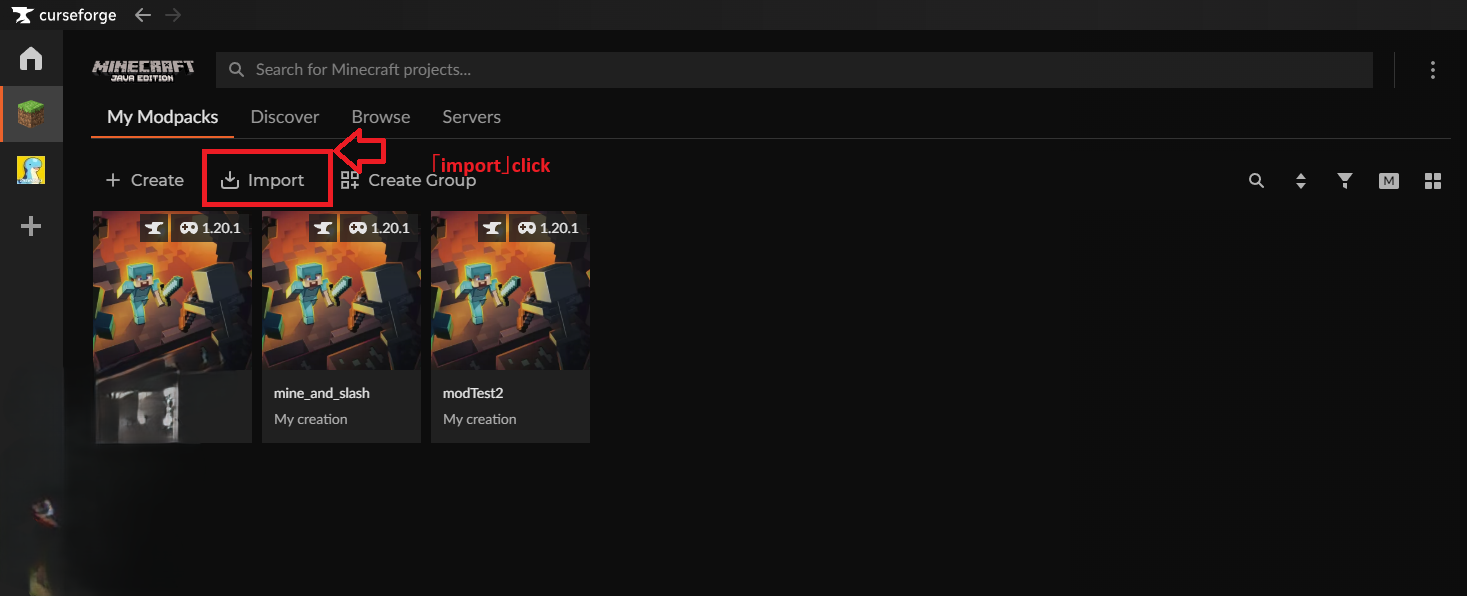 curseforge
MINECRAFT
JAVA EDITION
Search for Minecraft projects...
My Modpacks Discover Browse Servers
「import」click
Create Import Create Group
M
1.20.1 1.20.1 1.20.1
mine_and_slash modTest2
My creation My creation